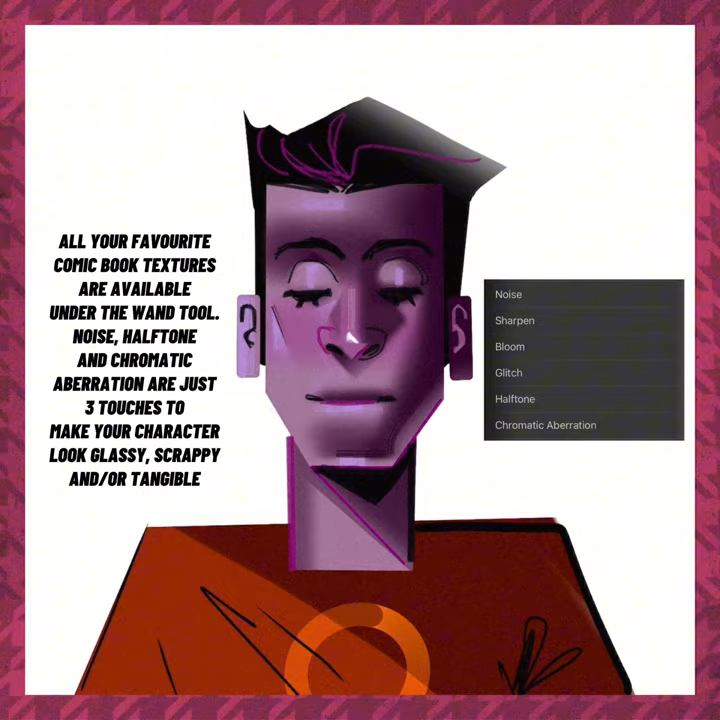 ALL YOUR FAVOURITE
COMIC BOOK TEXTURES
ARE AVAILABLE
UNDER THE WAND TOOL.
NOISE, HALFTONE
AND CHROMATIC
ABERRATION ARE JUST
3 TOUCHES TO
MAKE YOUR CHARACTER
LOOK GLASSY, SCRAPPY
AND/OR TANGIBLE
Noise
Sharpen
Bloom
Glitch
Halftone
Chromatic Aberration